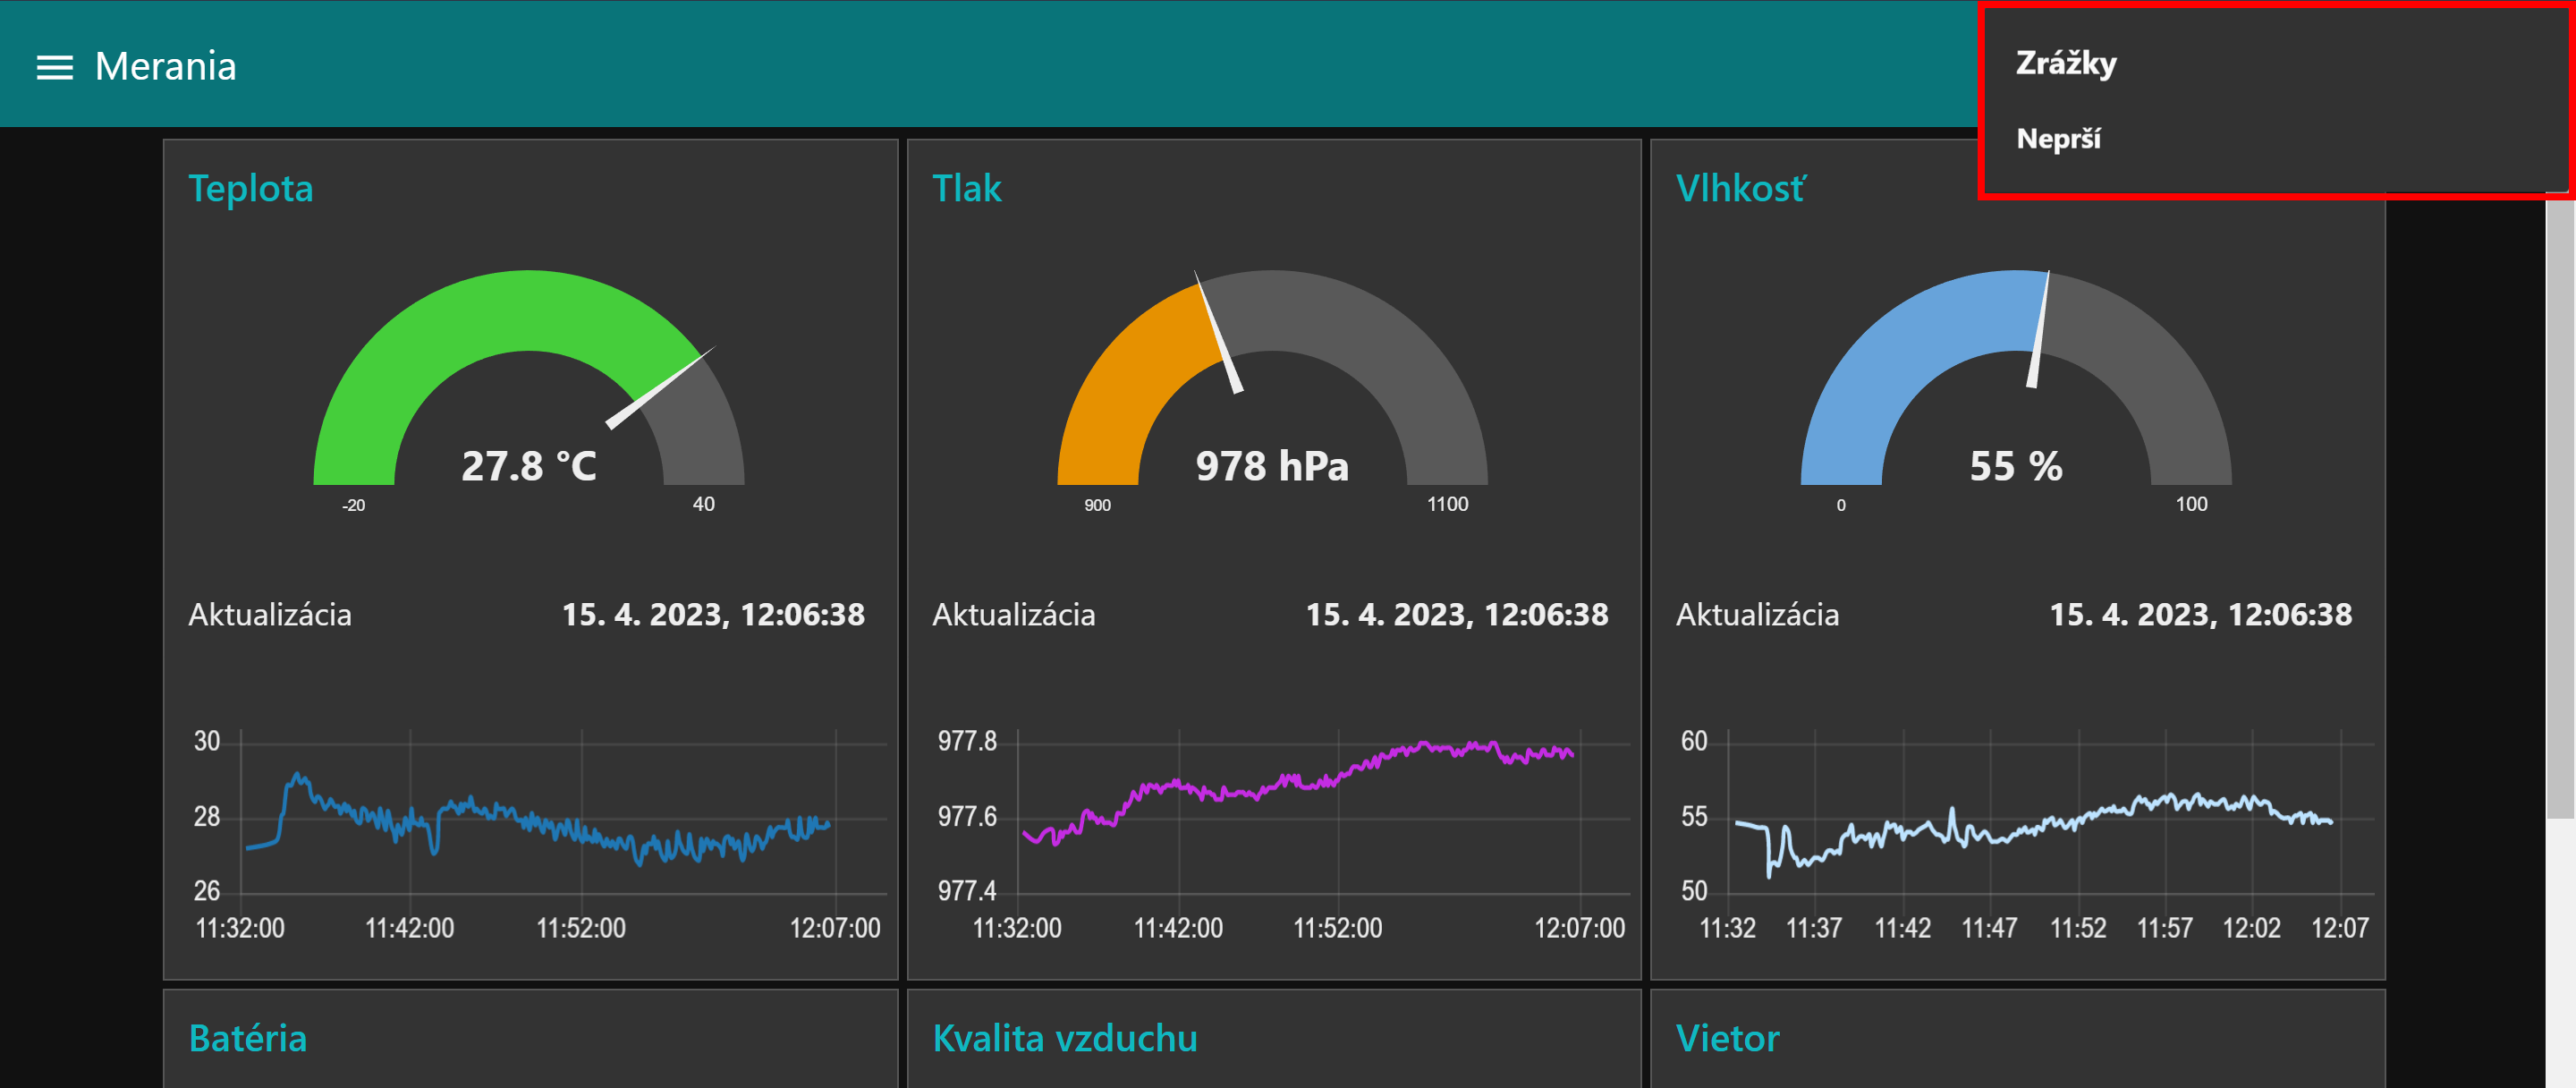 Merania
Zrážky
Neprší
Teplota
27.8 °C
-20
40
Aktualizácia
15. 4. 2023, 12:06:38
30
28
26
11:32:00
11:42:00
11:52:00
12:07:00
Tlak
978 hPa
900
1100
Aktualizácia
15. 4. 2023, 12:06:38
977.8
977.6
977.4
11:32:00
11:42:00
11:52:00
12:07:00
Vlhkosť
55 %
0
100
Aktualizácia
15. 4. 2023, 12:06:38
60
55
50
11:32
11:37
11:42
11:47
11:52
11:57
12:02
12:07
Batéria
Kvalita vzduchu
Vietor